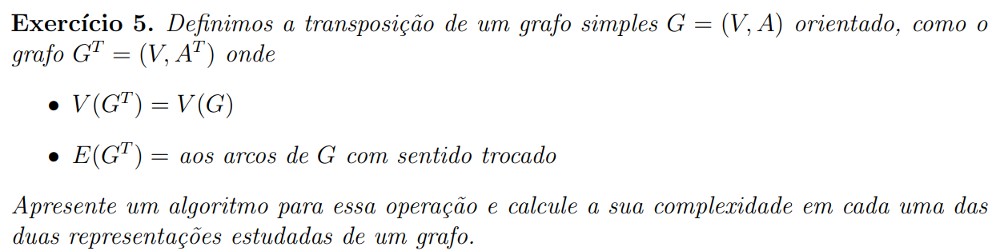 Exercício 5. Definimos a transposição de um grafo simples G = (V, A) orientado, como o
grafo G^T = (V, A^T) onde
• V(G^T) = V(G)
• E(G^T) = aos arcos de G com sentido trocado
Apresente um algoritmo para essa operação e calcule a sua complexidade em cada uma das
duas representações estudadas de um grafo.